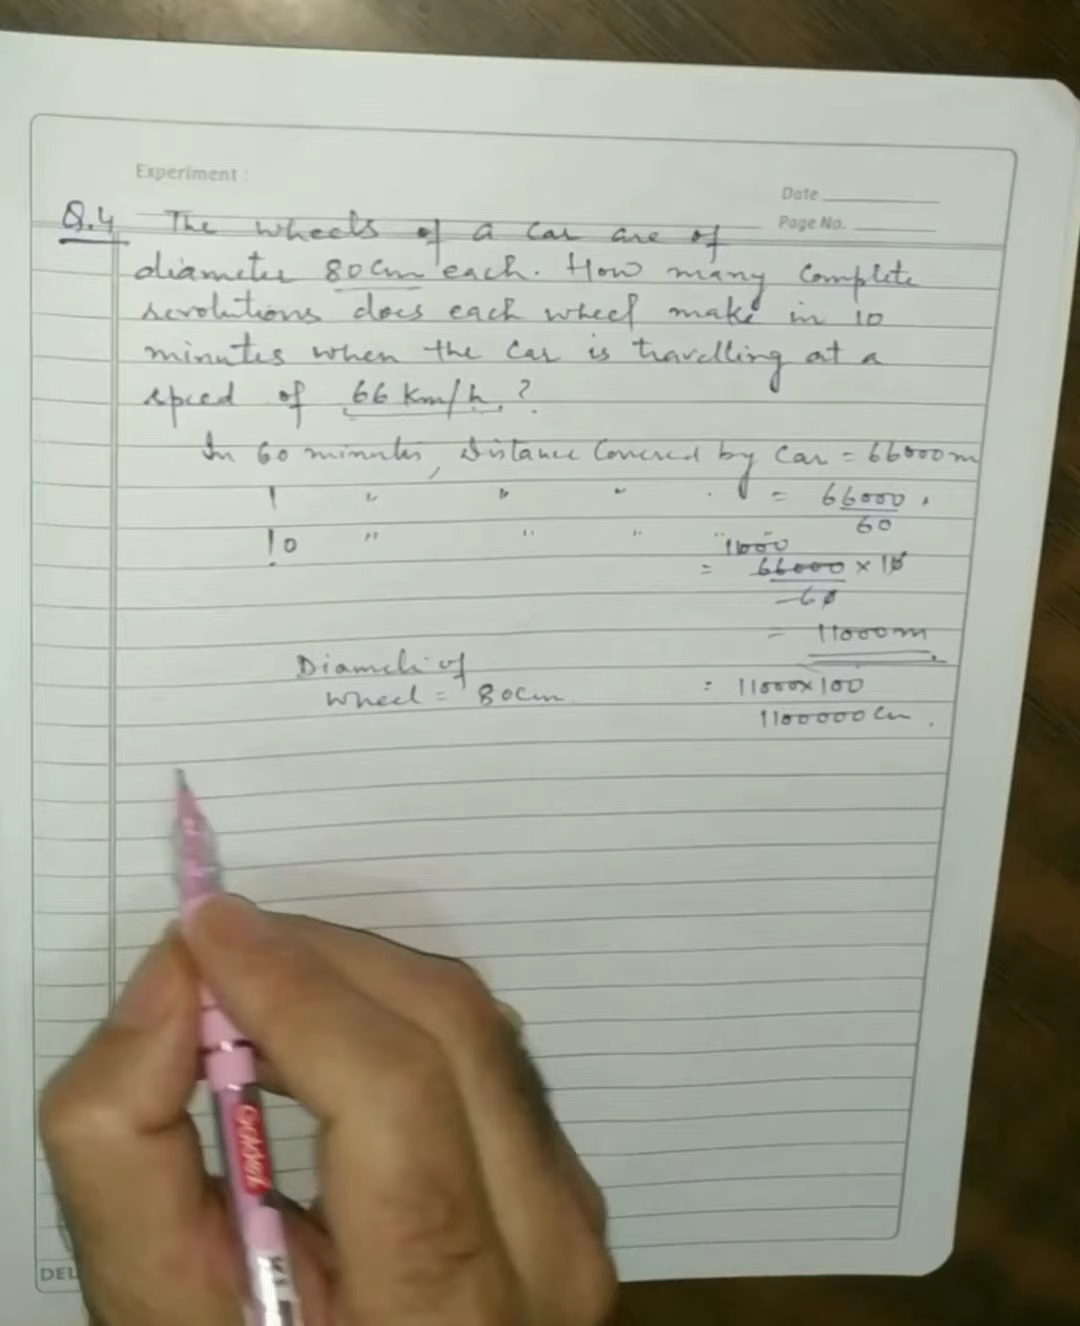 Experiment :
Date
Page No.
Q.4 The wheels of a car are of
diameter 80cm each. How many complete
revolutions does each wheel make in 10
minutes when the car is travelling at a
speed of 66 km/h ?
In 60 minutes, distance covered by car = 66000m
1 " " " " = 66000
60
10 " " " "
11000
= 66000 × 10
60
= 11000m
Diameter of
wheel = 80cm
= 11000×100
1100000 cm.
DEL